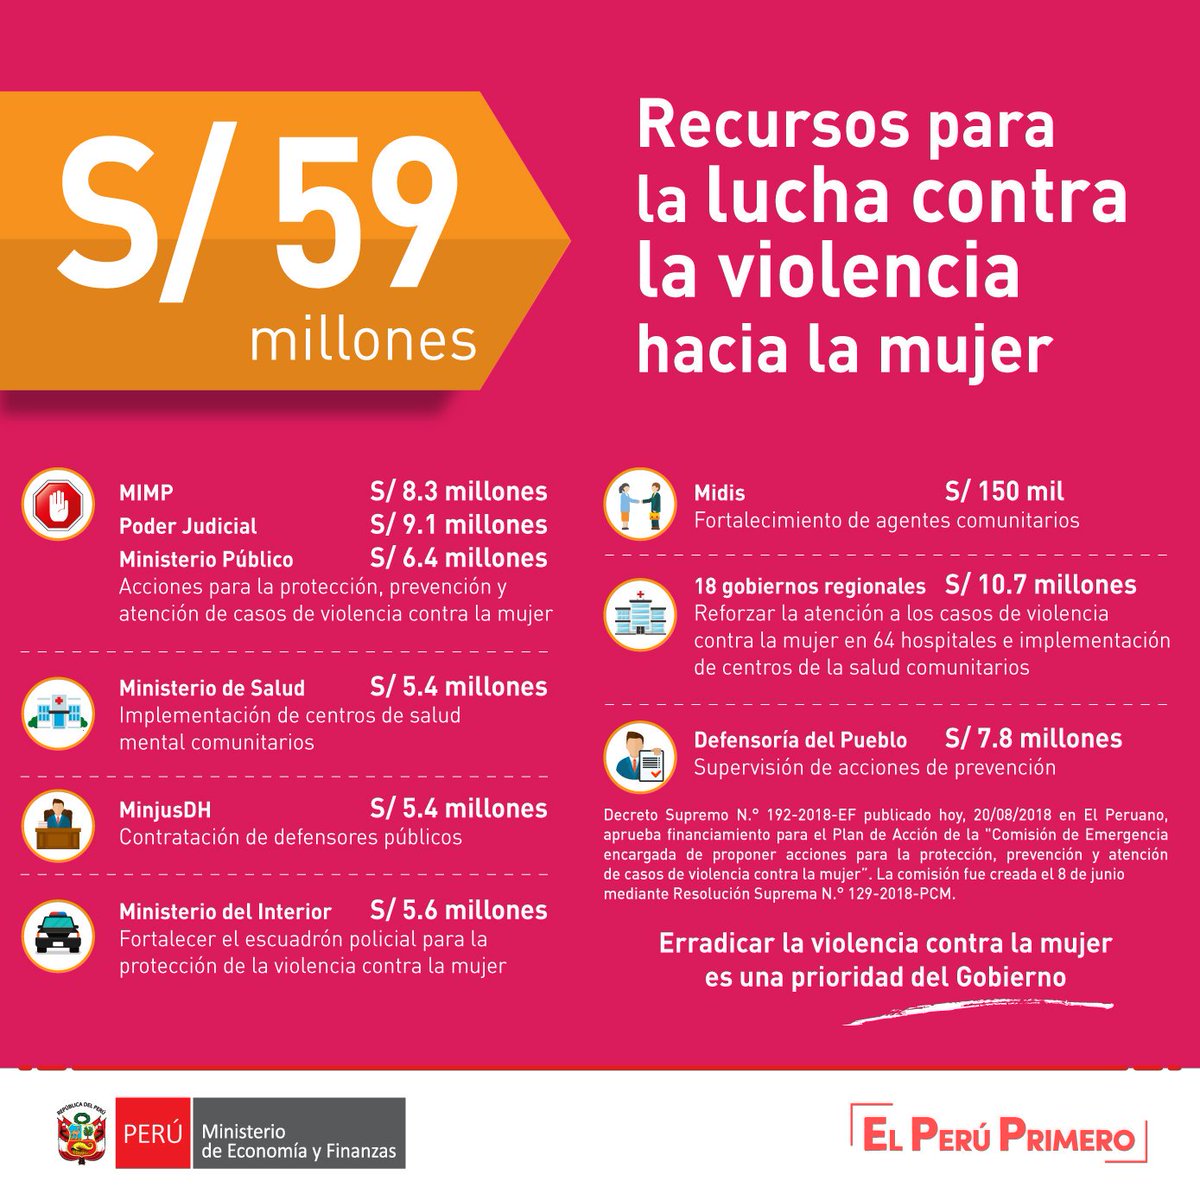 S/ 59
millones
Recursos para
la lucha contra
la violencia
hacia la mujer
MIMP S/ 8.3 millones
Poder Judicial S/ 9.1 millones
Ministerio Público S/ 6.4 millones
Acciones para la protección, prevención y
atención de casos de violencia contra la mujer
Ministerio de Salud S/ 5.4 millones
Implementación de centros de salud
mental comunitarios
MinjusDH S/ 5.4 millones
Contratación de defensores públicos
Ministerio del Interior S/ 5.6 millones
Fortalecer el escuadrón policial para la
protección de la violencia contra la mujer
Midis S/ 150 mil
Fortalecimiento de agentes comunitarios
18 gobiernos regionales S/ 10.7 millones
Reforzar la atención a los casos de violencia
contra la mujer en 64 hospitales e implementación
de centros de la salud comunitarios
Defensoría del Pueblo S/ 7.8 millones
Supervisión de acciones de prevención
Decreto Supremo N.° 192-2018-EF publicado hoy, 20/08/2018 en El Peruano,
aprueba financiamiento para el Plan de Acción de la "Comisión de Emergencia
encargada de proponer acciones para la protección, prevención y atención
de casos de violencia contra la mujer". La comisión fue creada el 8 de junio
mediante Resolución Suprema N.° 129-2018-PCM.
Erradicar la violencia contra la mujer
es una prioridad del Gobierno
REPÚBLICA DEL PERÚ
PERÚ
Ministerio
de Economía y Finanzas
EL PERÚ PRIMERO